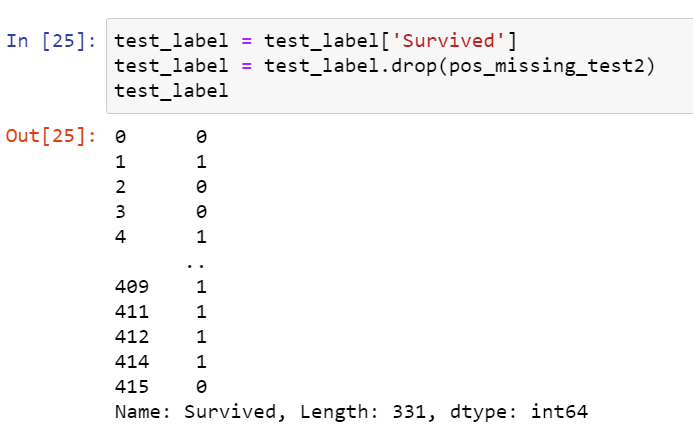 In [25]: test_label = test_label['Survived']
test_label = test_label.drop(pos_missing_test2)
test_label
Out[25]: 0      0
1      1
2      0
3      0
4      1
..
409    1
411    1
412    1
414    1
415    0
Name: Survived, Length: 331, dtype: int64